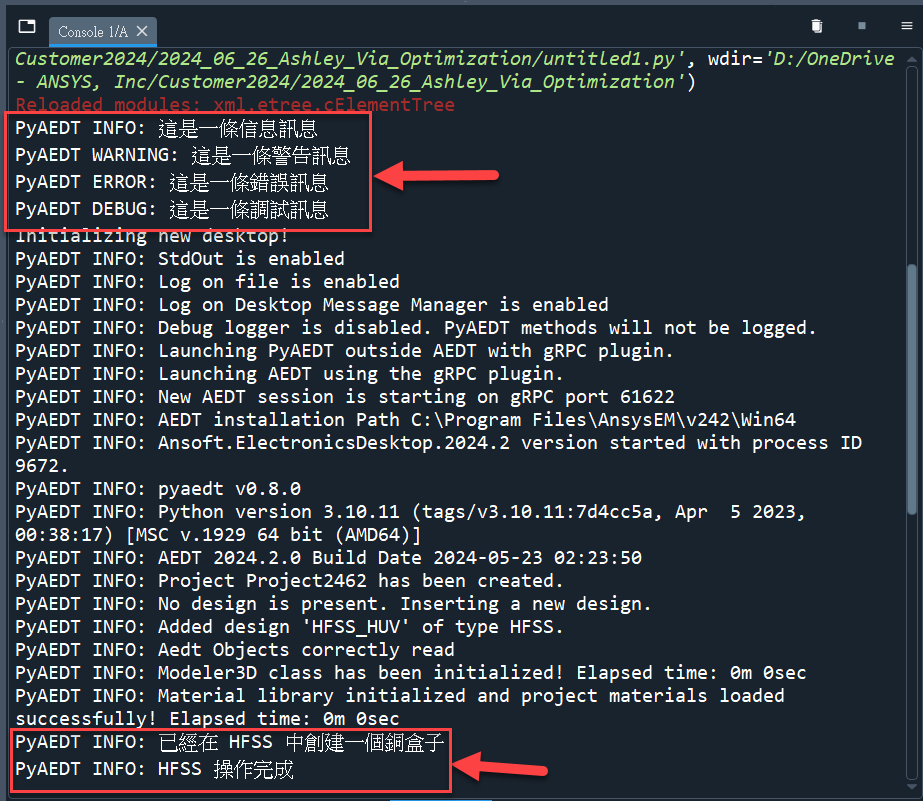 Console 1/A
Customer2024/2024_06_26_Ashley_Via_Optimization/untitled1.py', wdir='D:/OneDrive
- ANSYS, Inc/Customer2024/2024_06_26_Ashley_Via_Optimization')
Reloaded modules: xml.etree.cElementTree
PyAEDT INFO: 這是一條信息訊息
PyAEDT WARNING: 這是一條警告訊息
PyAEDT ERROR: 這是一條錯誤訊息
PyAEDT DEBUG: 這是一條調試訊息
Initializing new desktop!
PyAEDT INFO: StdOut is enabled
PyAEDT INFO: Log on file is enabled
PyAEDT INFO: Log on Desktop Message Manager is enabled
PyAEDT INFO: Debug logger is disabled. PyAEDT methods will not be logged.
PyAEDT INFO: Launching PyAEDT outside AEDT with gRPC plugin.
PyAEDT INFO: Launching AEDT using the gRPC plugin.
PyAEDT INFO: New AEDT session is starting on gRPC port 61622
PyAEDT INFO: AEDT installation Path C:\Program Files\AnsysEM\v242\Win64
PyAEDT INFO: Ansoft.ElectronicsDesktop.2024.2 version started with process ID
9672.
PyAEDT INFO: pyaedt v0.8.0
PyAEDT INFO: Python version 3.10.11 (tags/v3.10.11:7d4cc5a, Apr  5 2023,
00:38:17) [MSC v.1929 64 bit (AMD64)]
PyAEDT INFO: AEDT 2024.2.0 Build Date 2024-05-23 02:23:50
PyAEDT INFO: Project Project2462 has been created.
PyAEDT INFO: No design is present. Inserting a new design.
PyAEDT INFO: Added design 'HFSS_HUV' of type HFSS.
PyAEDT INFO: Aedt Objects correctly read
PyAEDT INFO: Modeler3D class has been initialized! Elapsed time: 0m 0sec
PyAEDT INFO: Material library initialized and project materials loaded
successfully! Elapsed time: 0m 0sec
PyAEDT INFO: 已經在 HFSS 中創建一個銅盒子
PyAEDT INFO: HFSS 操作完成